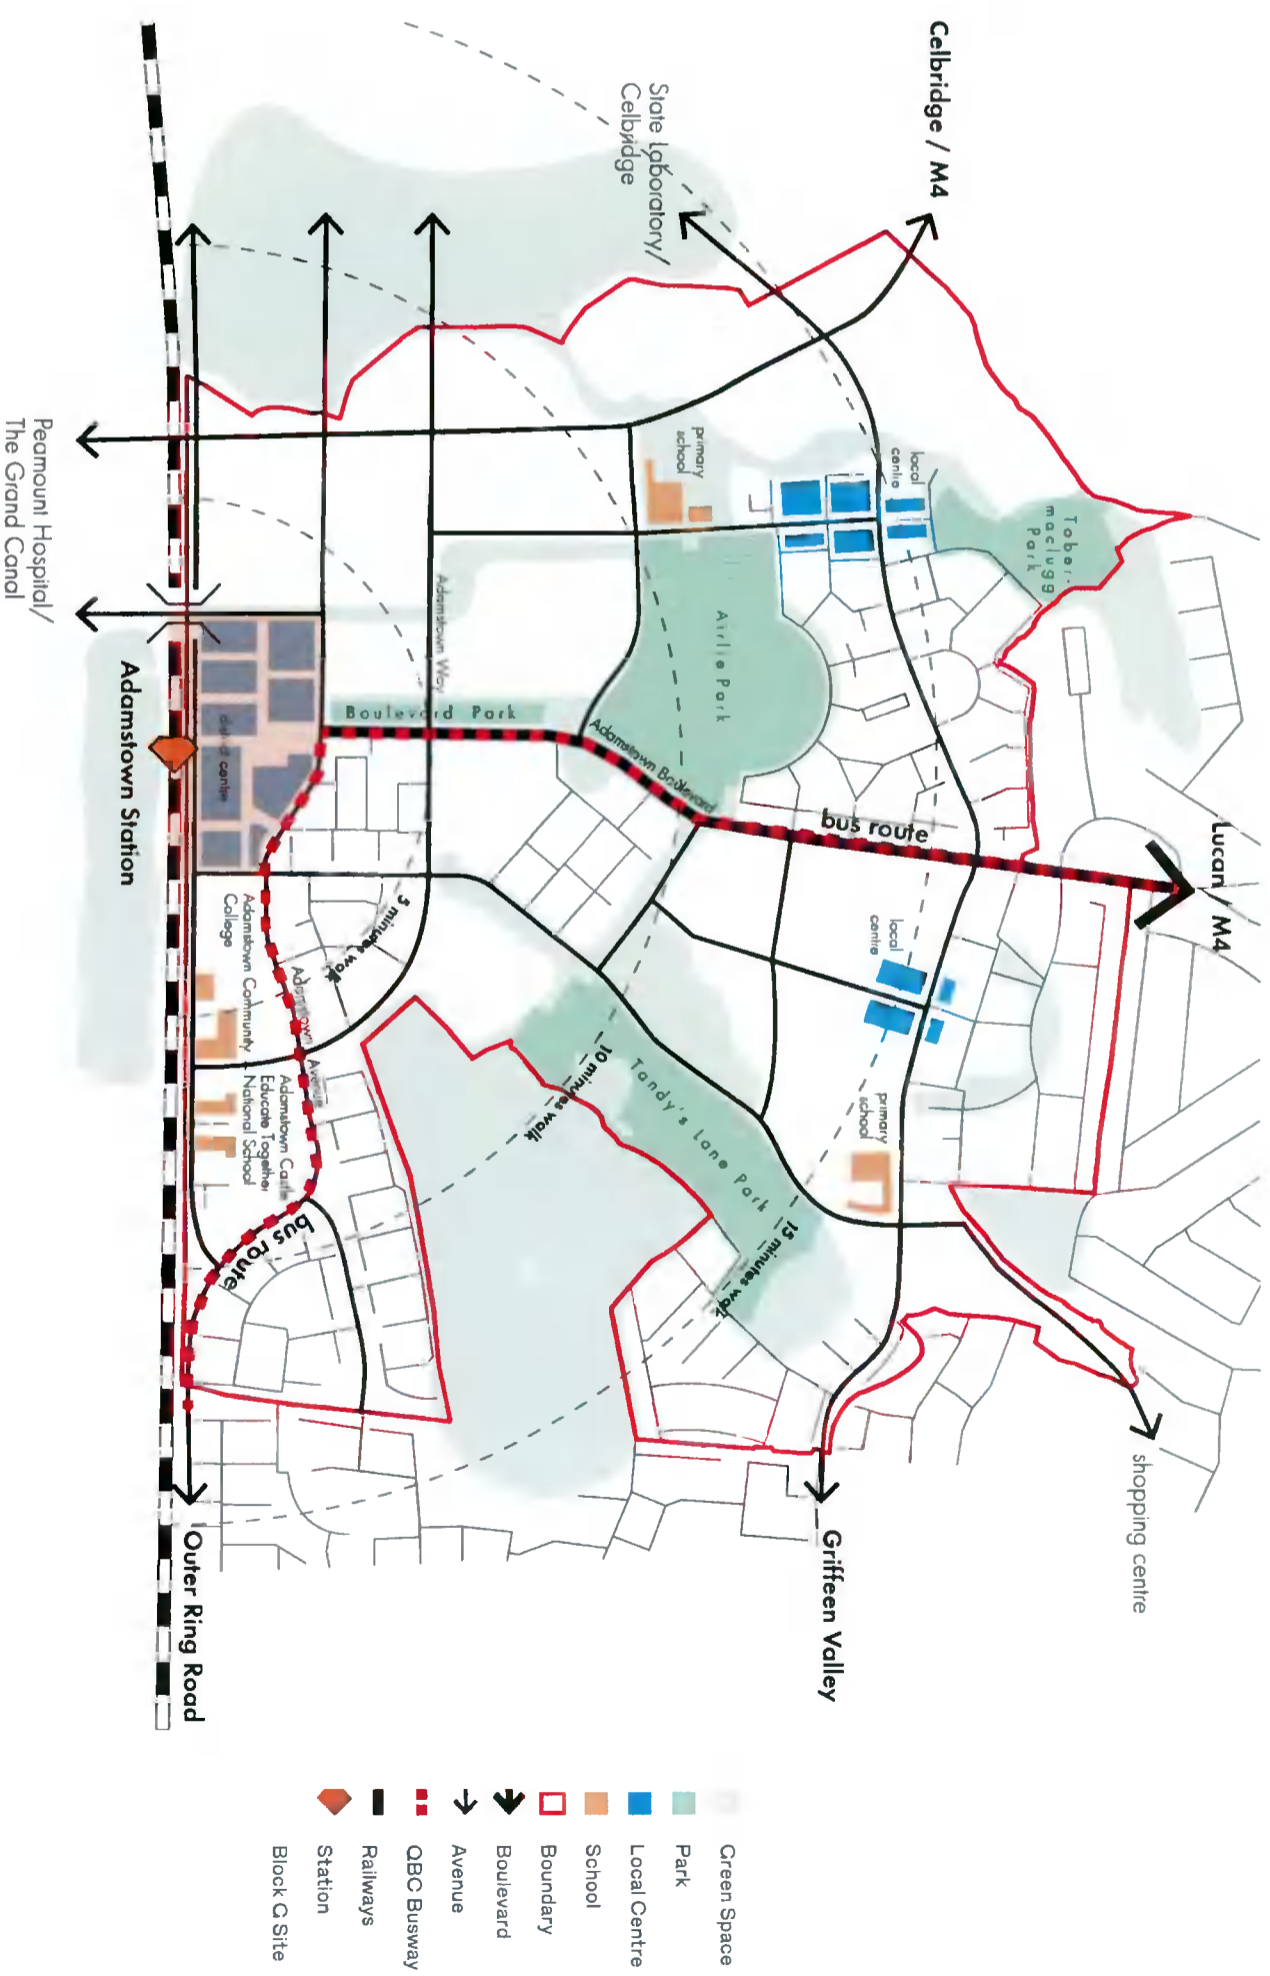 Celbridge / M4
State Laboratory/
Celbridge
Lucan / M4
shopping centre
Griffeen Valley
Outer Ring Road
Peamount Hospital/
The Grand Canal
Adamstown Station
Tober-
maclugg
Park
local
centre
primary
school
Airlie Park
Adamstown Way
Boulevard Park
Adamstown Boulevard
bus route
district centre
local
centre
primary
school
5 minutes walk
10 minutes walk
15 minutes walk
Tandy's Lane Park
Adamstown Community
College
Adamstown Avenue
Adamstown Castle
Educate Together
National School
bus route
Green Space
Park
Local Centre
School
Boundary
Boulevard
Avenue
QBC Busway
Railways
Station
Block G Site